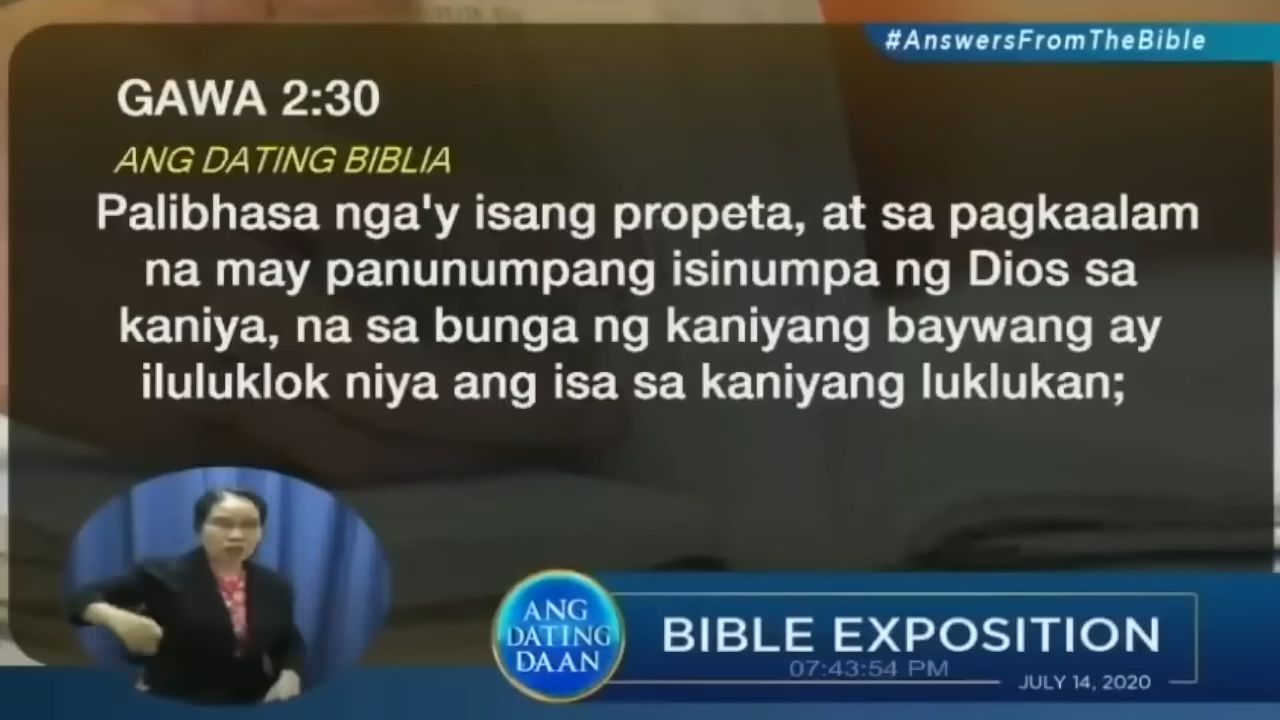 #AnswersFromTheBible
GAWA 2:30
ANG DATING BIBLIA
Palibhasa nga'y isang propeta, at sa pagkaalam
na may panunumpang isinumpa ng Dios sa
kaniya, na sa bunga ng kaniyang baywang ay
iluluklok niya ang isa sa kaniyang luklukan;
ANG
DATING
DAAN
BIBLE EXPOSITION
07:43:54 PM
JULY 14, 2020